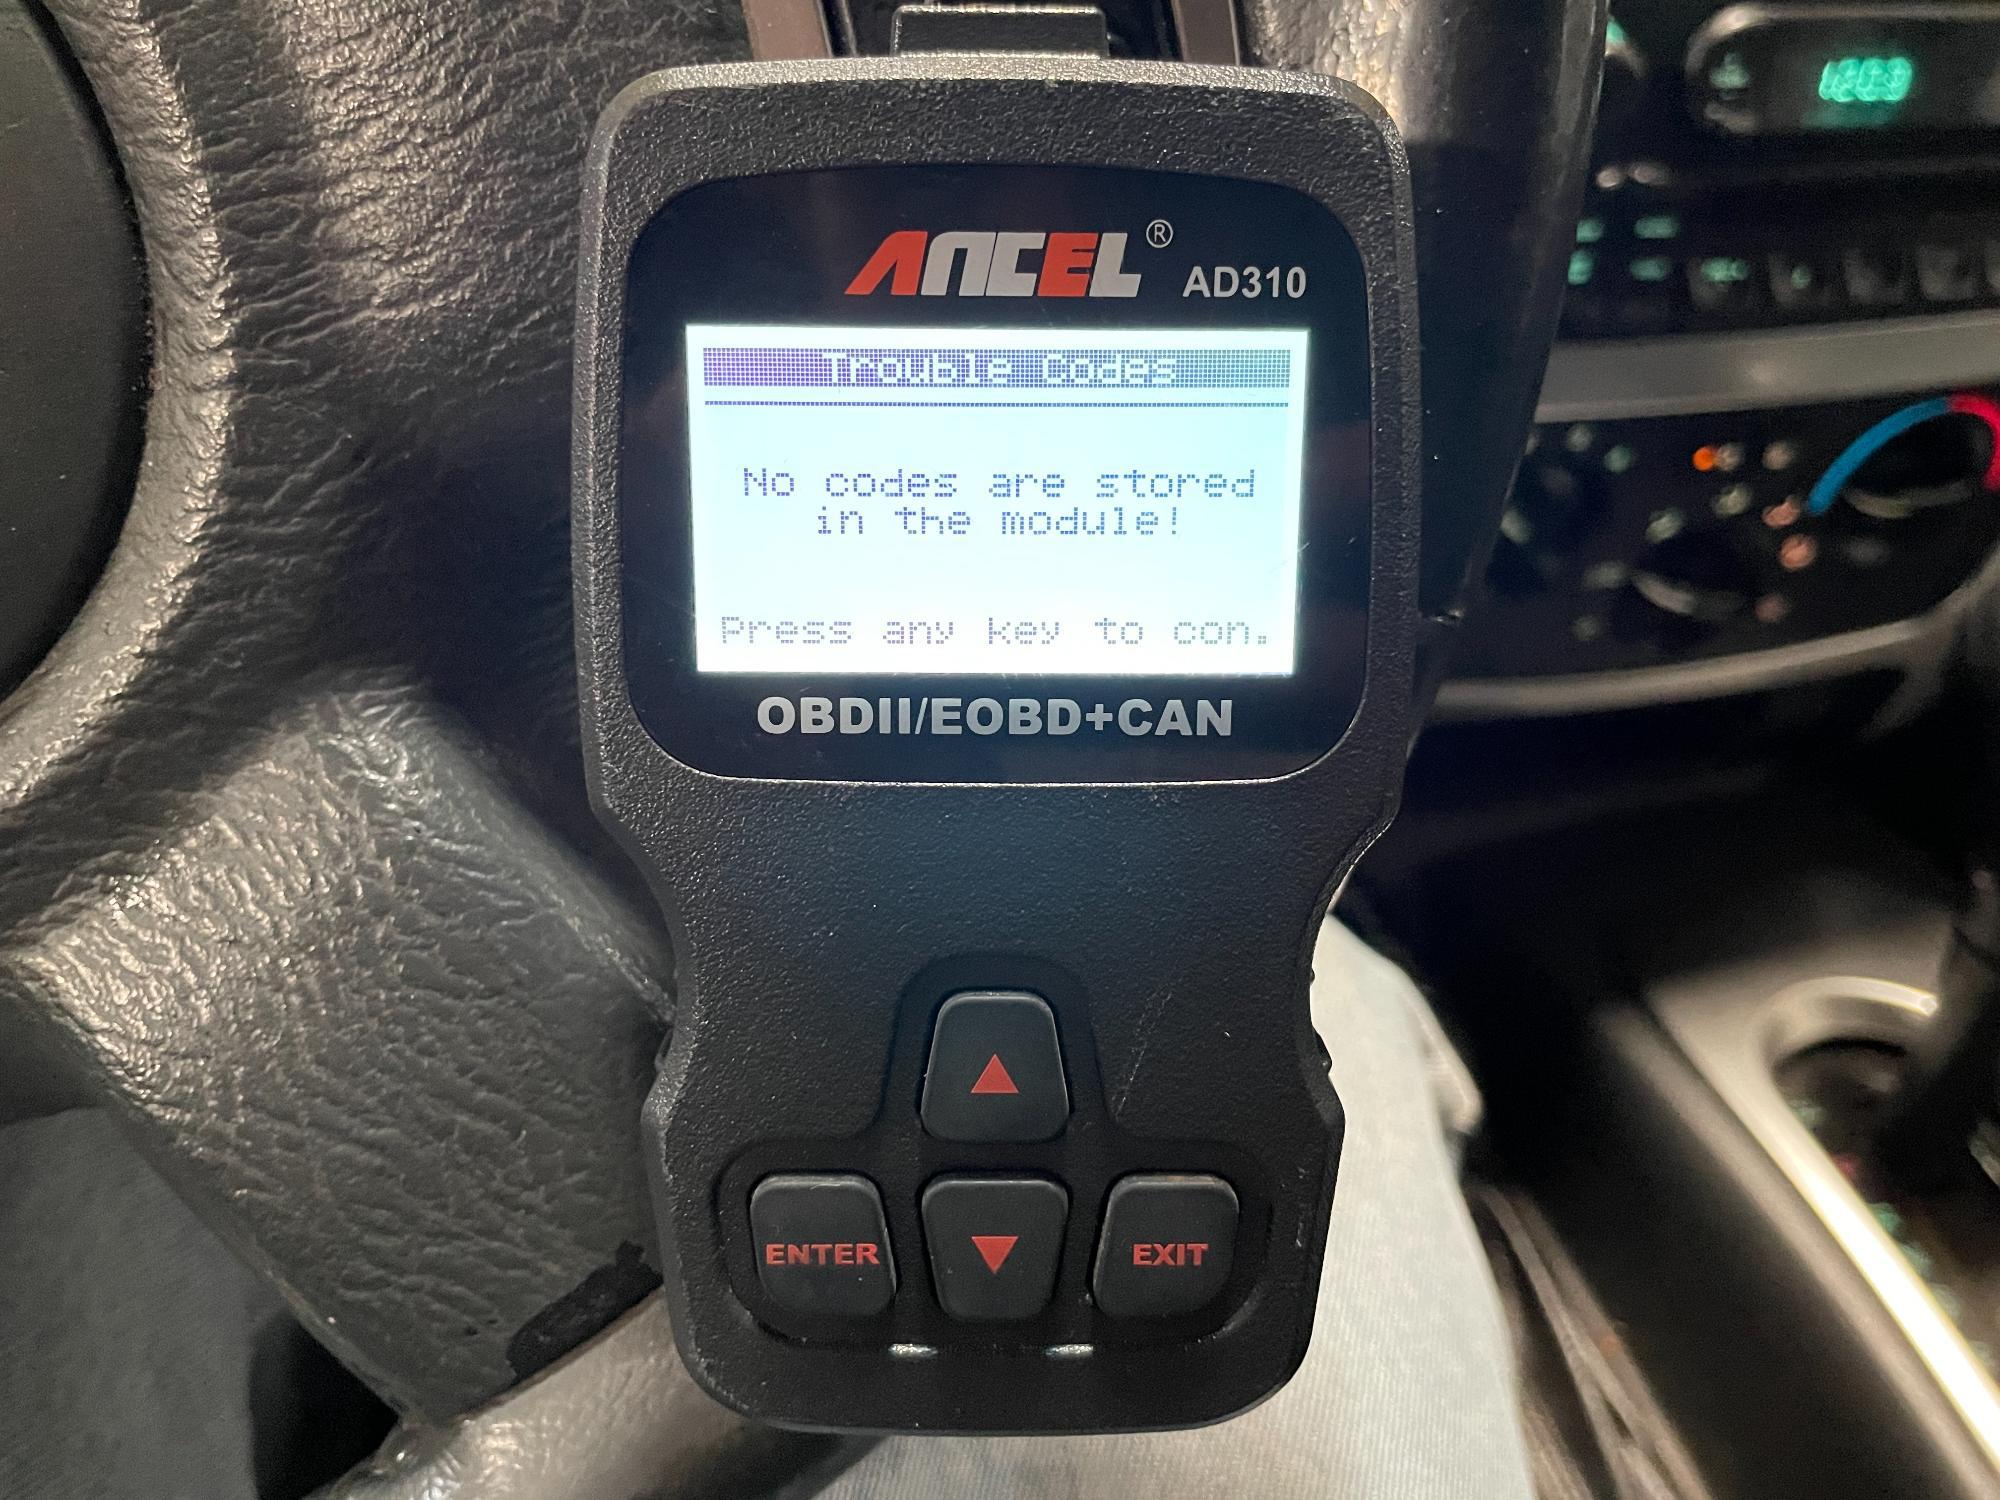 ANCEL®
AD310
Trouble Codes
No codes are stored
in the module!
Press any key to con.
OBDII/EOBD+CAN
ENTER
EXIT